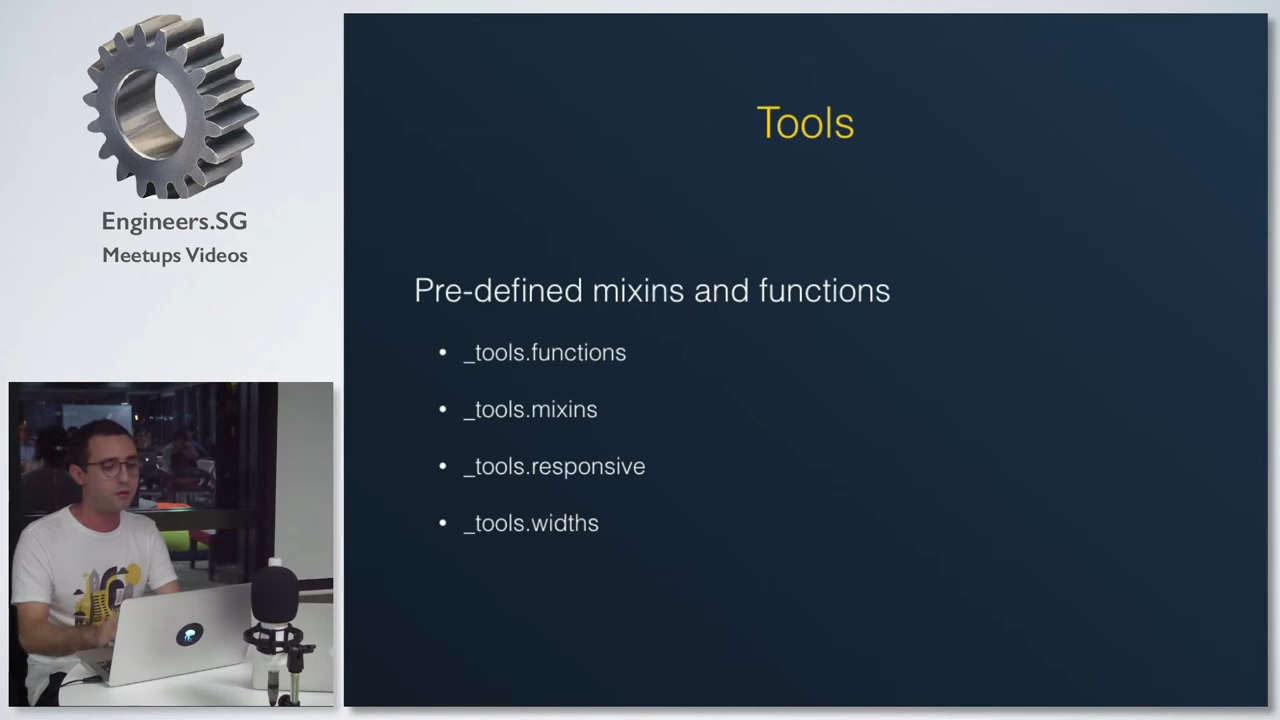 Engineers.SG
Meetups Videos
Tools
Pre-defined mixins and functions
• _tools.functions
• _tools.mixins
• _tools.responsive
• _tools.widths